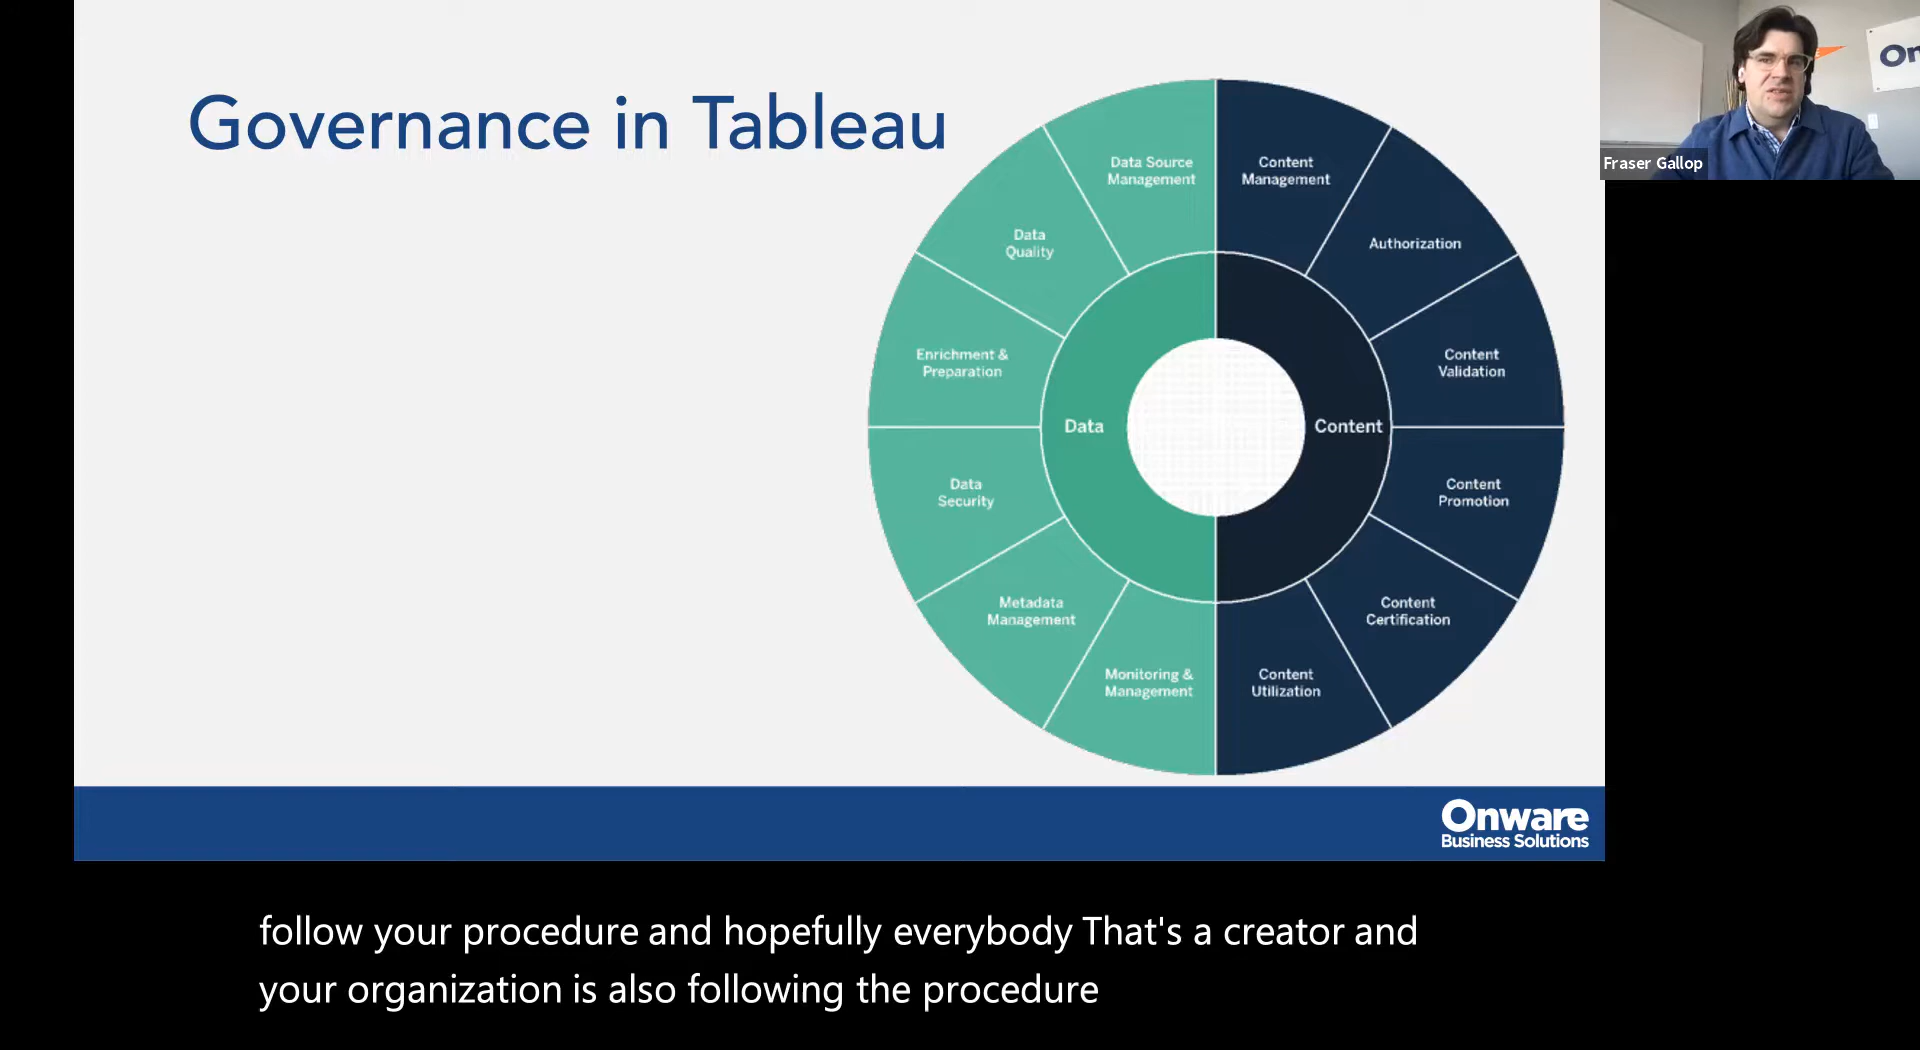 Governance in Tableau
Data Source
Management
Content
Management
Data
Quality
Authorization
Enrichment &
Preparation
Content
Validation
Data
Content
Data
Security
Content
Promotion
Metadata
Management
Content
Certification
Monitoring &
Management
Content
Utilization
Onware
Business Solutions
On
Fraser Gallop
follow your procedure and hopefully everybody That's a creator and
your organization is also following the procedure